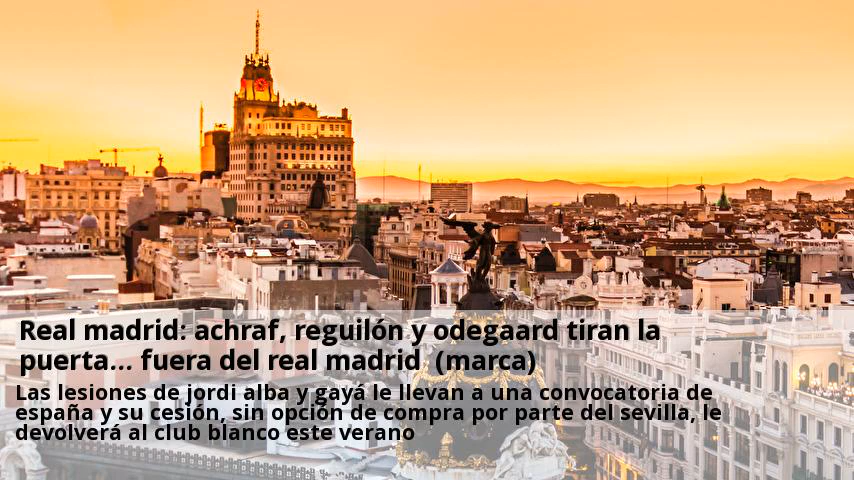 Real madrid: achraf, reguilón y odegaard tiran la
puerta... fuera del real madrid (marca)
Las lesiones de jordi alba y gayá le llevan a una convocatoria de
españa y su cesión, sin opción de compra por parte del sevilla, le
devolverá al club blanco este verano